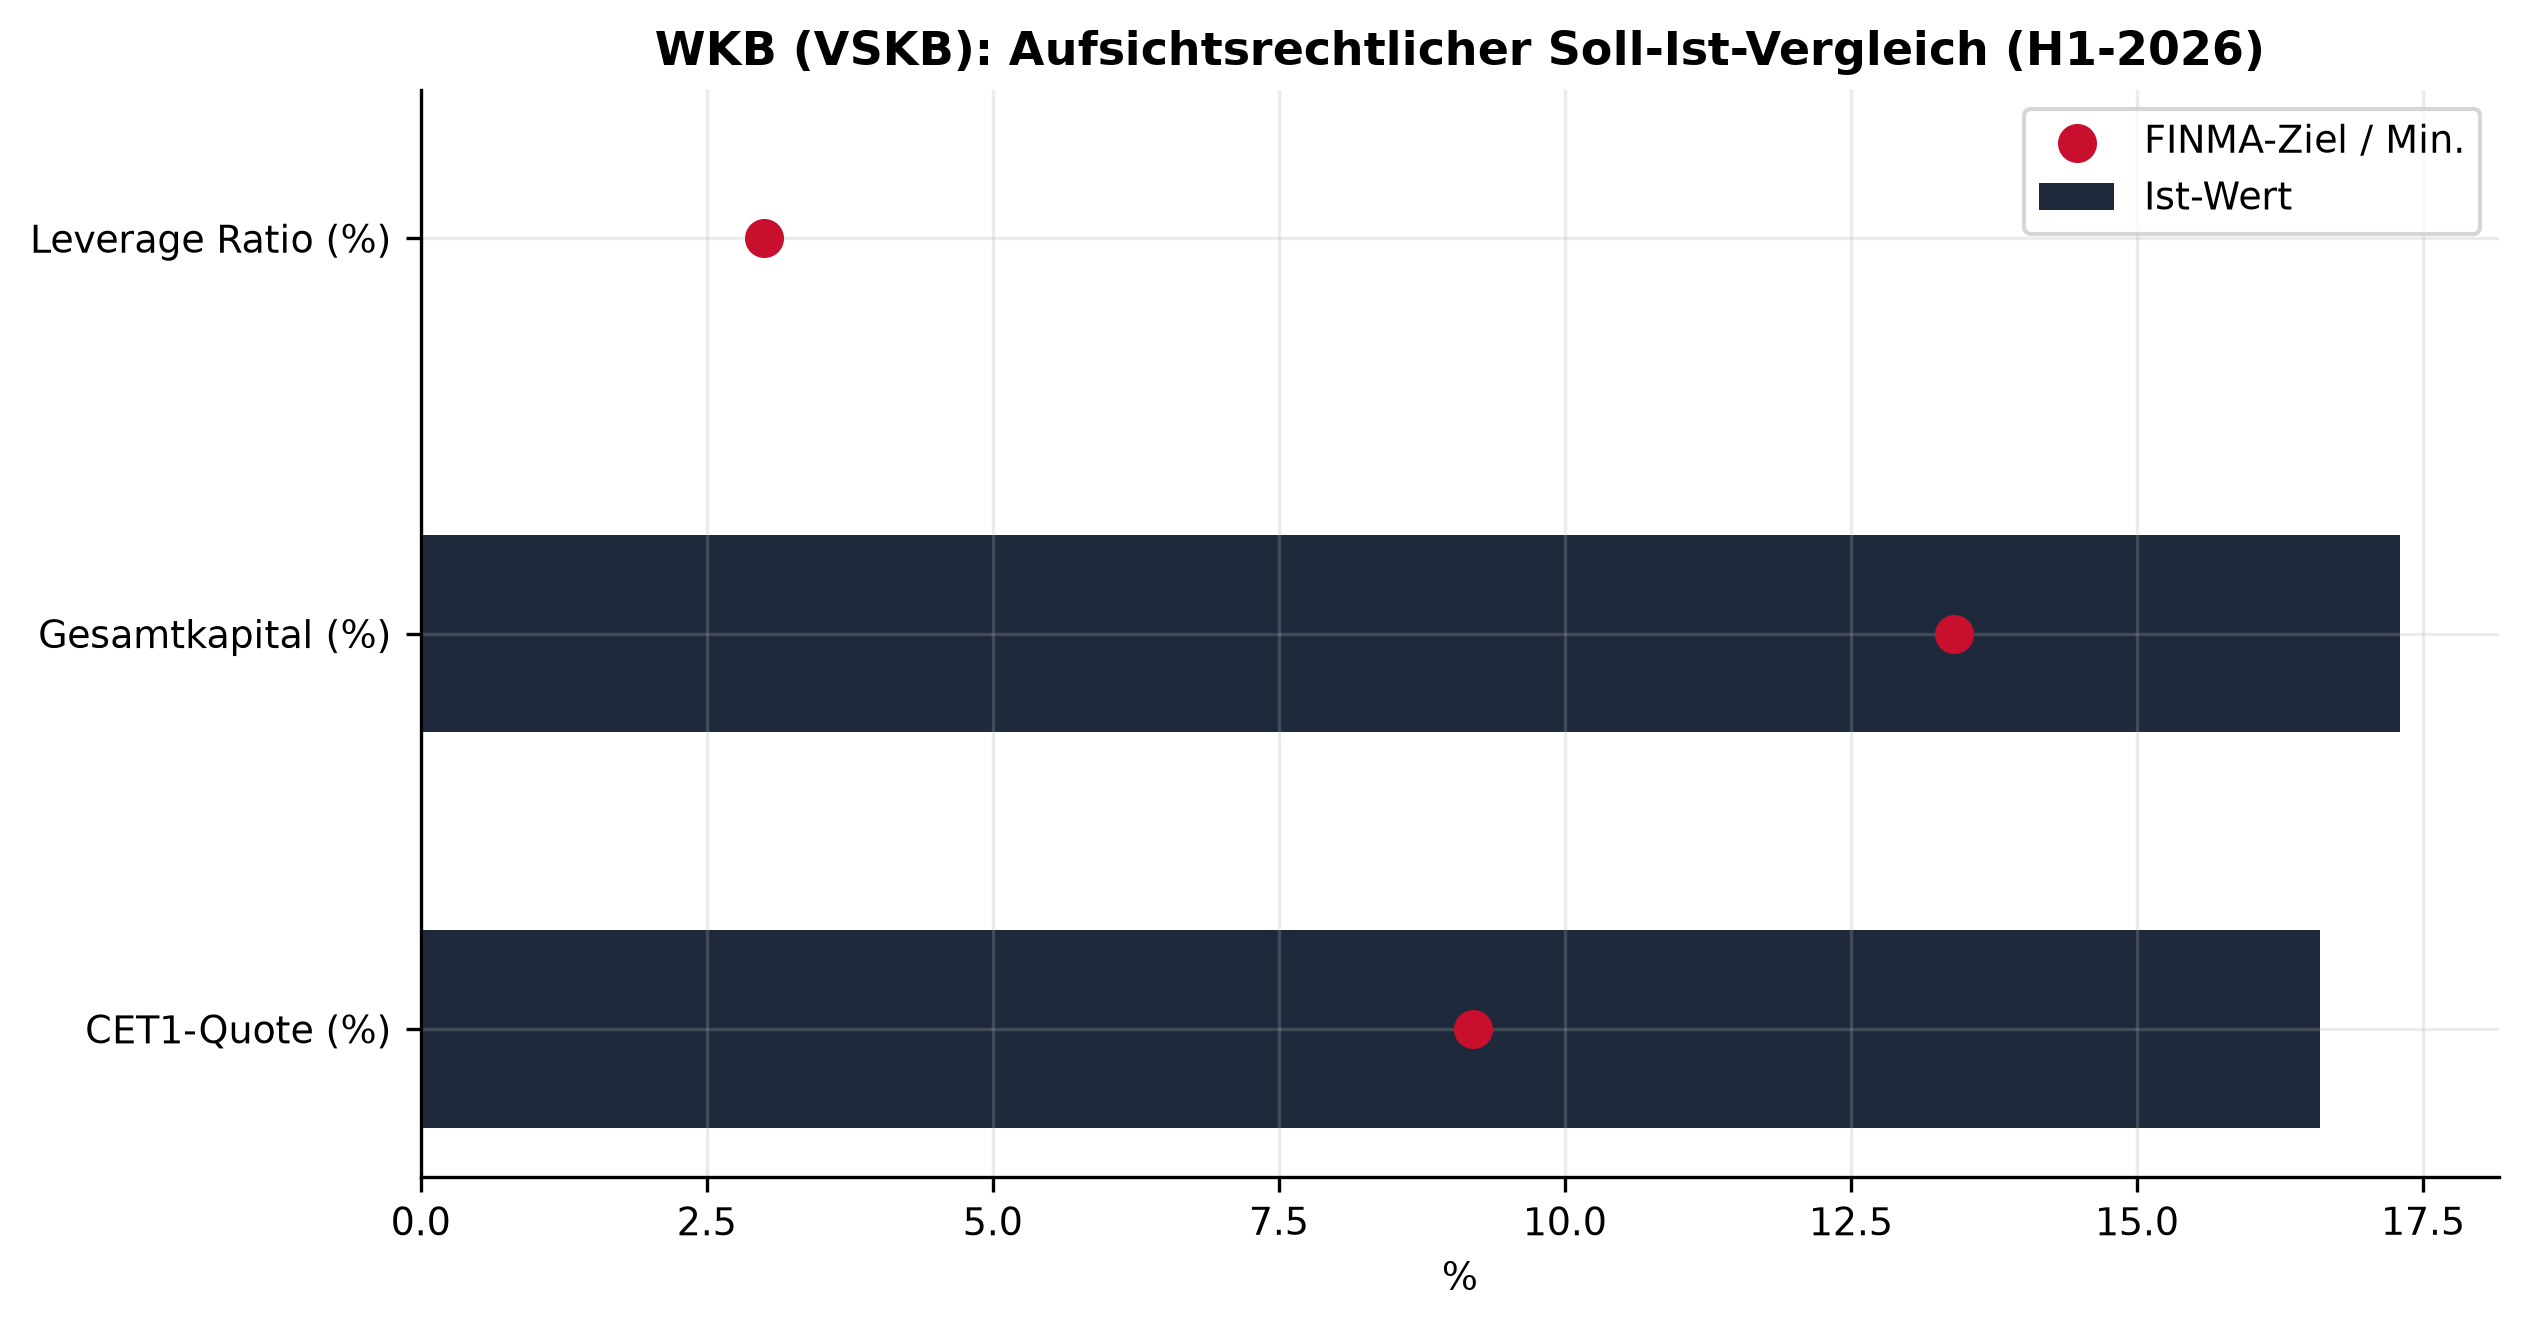 WKB (VSKB): Aufsichtsrechtlicher Soll-Ist-Vergleich (H1-2026)
FINMA-Ziel / Min.
Ist-Wert
Leverage Ratio (%)
Gesamtkapital (%)
CET1-Quote (%)
0.0 2.5 5.0 7.5 10.0 12.5 15.0 17.5
%